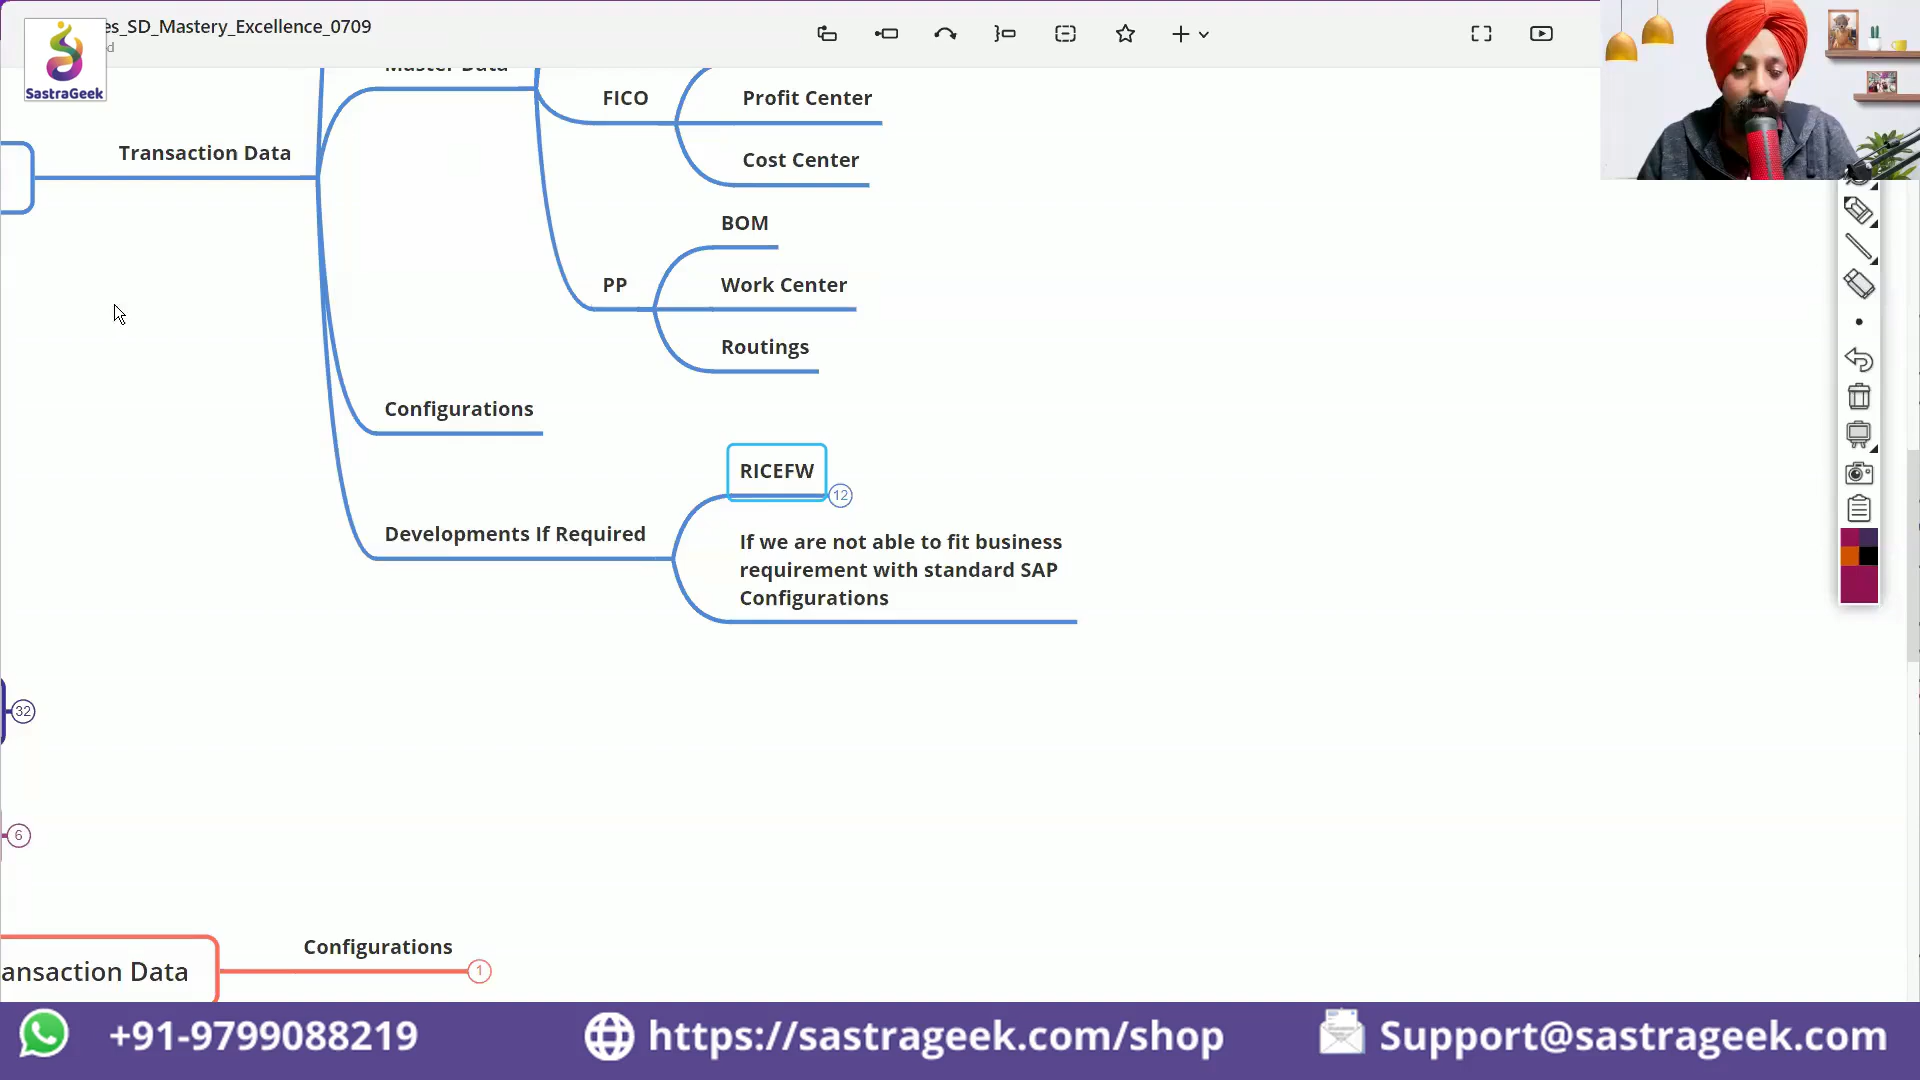 es_SD_Mastery_Excellence_0709
d
SastraGeek
Master Data
FICO
Profit Center
Transaction Data
Cost Center
BOM
PP
Work Center
Routings
Configurations
RICEFW
12
Developments If Required
If we are not able to fit business
requirement with standard SAP
Configurations
32
6
Configurations
ansaction Data
1
+91-9799088219
https://sastrageek.com/shop
Support@sastrageek.com